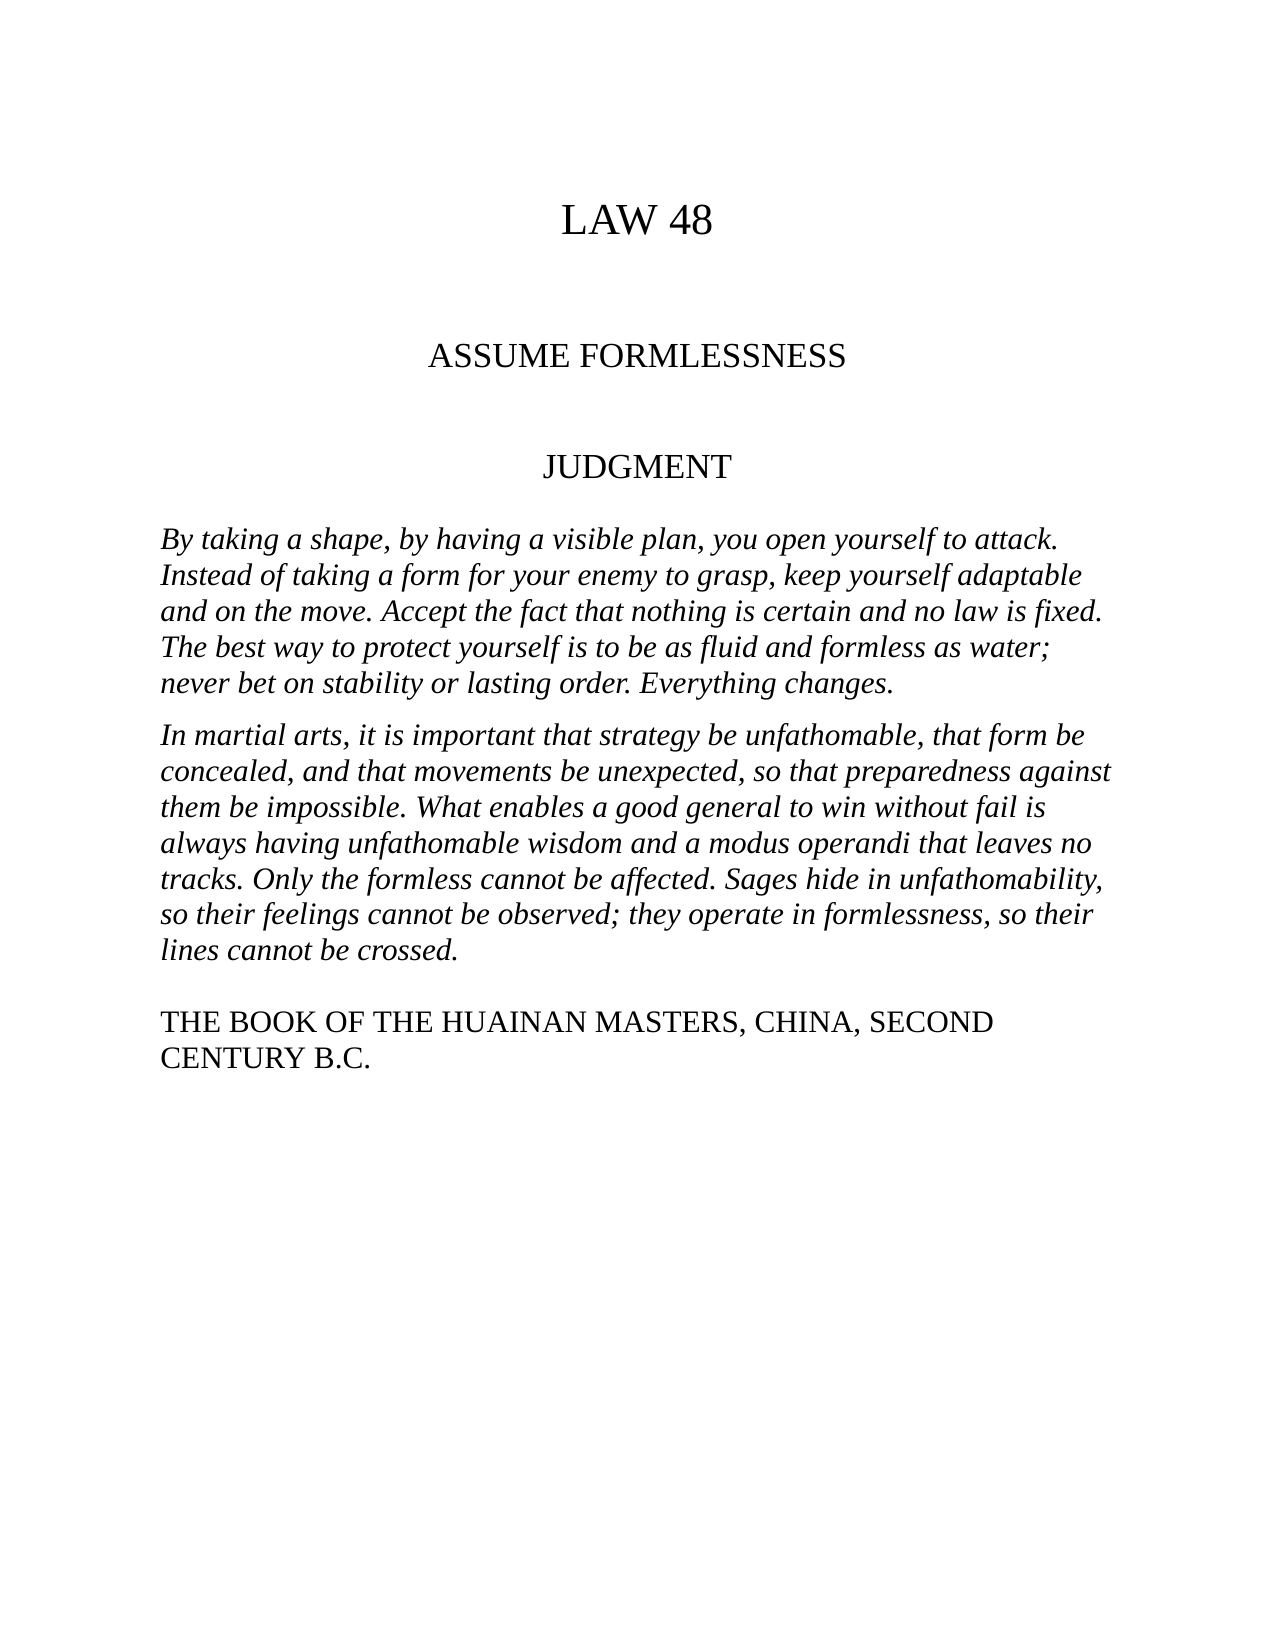 LAW 48
ASSUME FORMLESSNESS
JUDGMENT
By taking a shape, by having a visible plan, you open yourself to attack.
Instead of taking a form for your enemy to grasp, keep yourself adaptable
and on the move. Accept the fact that nothing is certain and no law is fixed.
The best way to protect yourself is to be as fluid and formless as water;
never bet on stability or lasting order. Everything changes.
In martial arts, it is important that strategy be unfathomable, that form be
concealed, and that movements be unexpected, so that preparedness against
them be impossible. What enables a good general to win without fail is
always having unfathomable wisdom and a modus operandi that leaves no
tracks. Only the formless cannot be affected. Sages hide in unfathomability,
so their feelings cannot be observed; they operate in formlessness, so their
lines cannot be crossed.
THE BOOK OF THE HUAINAN MASTERS, CHINA, SECOND
CENTURY B.C.